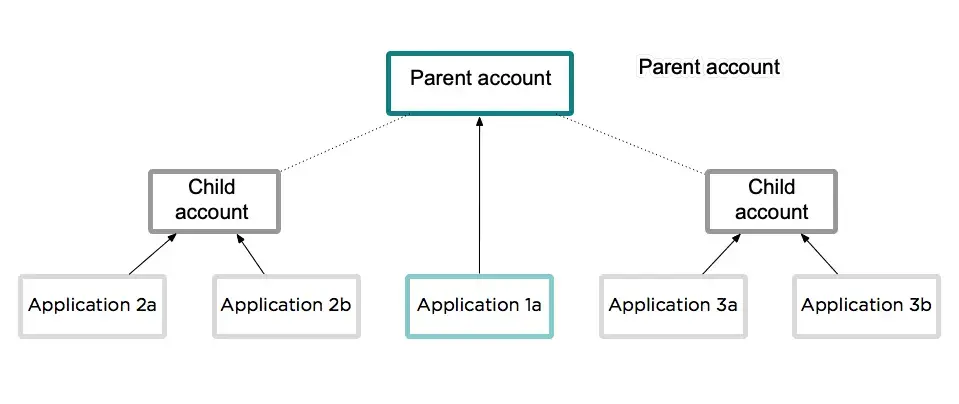 Parent account
Parent account
Child
account
Child
account
Application 2a
Application 2b
Application 1a
Application 3a
Application 3b